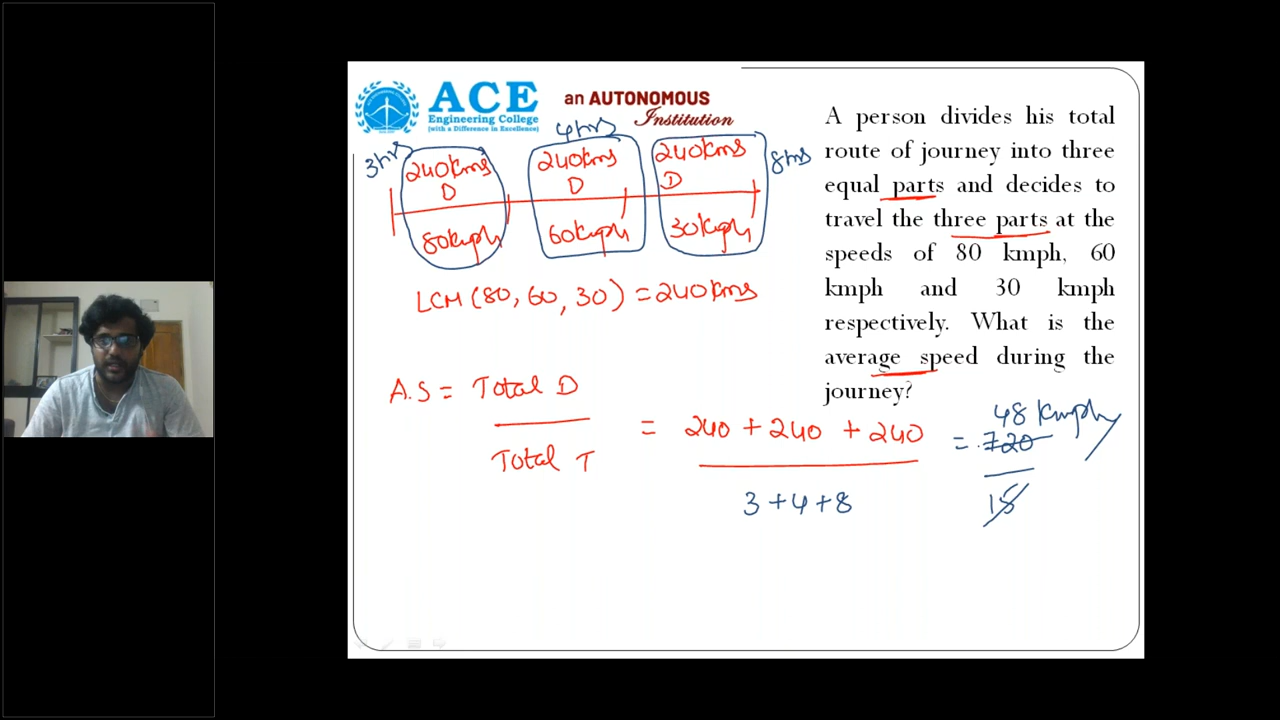 ACE
Engineering College
(with a Difference in Excellence)
an AUTONOMOUS
Institution
A person divides his total
route of journey into three
equal parts and decides to
travel the three parts at the
speeds of 80 kmph, 60
kmph and 30 kmph
respectively. What is the
average speed during the
journey?
3hrs 4hrs 8hrs
240kms 240kms 240kms
D D D
80kmph 60kmph 30kmph
LCM (80, 60, 30) = 240kms
A.S = Total D / Total T = 240 + 240 + 240 / 3 + 4 + 8 = 720 / 15
48 kmph